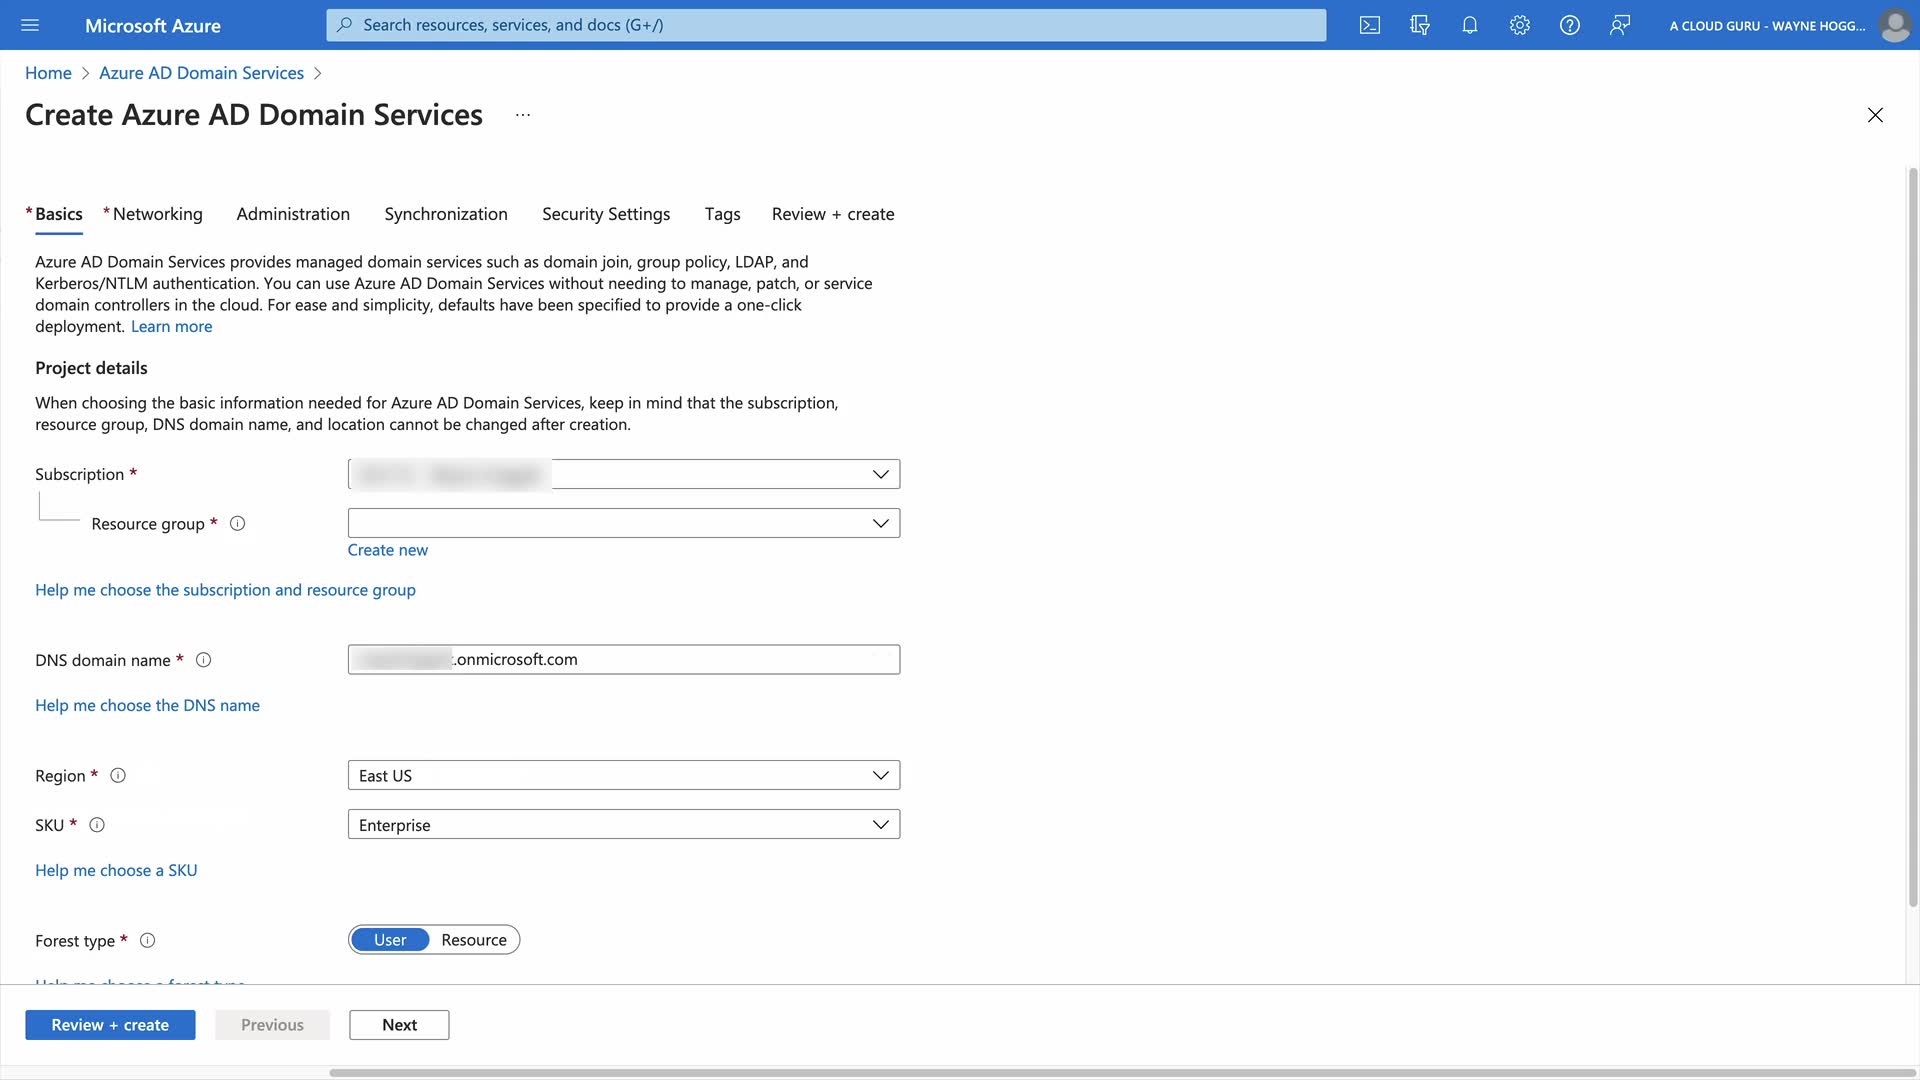 Microsoft Azure
Search resources, services, and docs (G+/)
A CLOUD GURU - WAYNE HOGG...
Home > Azure AD Domain Services >
Create Azure AD Domain Services ...
* Basics * Networking Administration Synchronization Security Settings Tags Review + create
Azure AD Domain Services provides managed domain services such as domain join, group policy, LDAP, and
Kerberos/NTLM authentication. You can use Azure AD Domain Services without needing to manage, patch, or service
domain controllers in the cloud. For ease and simplicity, defaults have been specified to provide a one-click
deployment. Learn more
Project details
When choosing the basic information needed for Azure AD Domain Services, keep in mind that the subscription,
resource group, DNS domain name, and location cannot be changed after creation.
Subscription *
Resource group *
Create new
Help me choose the subscription and resource group
DNS domain name * .onmicrosoft.com
Help me choose the DNS name
Region * East US
SKU * Enterprise
Help me choose a SKU
Forest type * User Resource
Help me choose a forest type
Review + create Previous Next